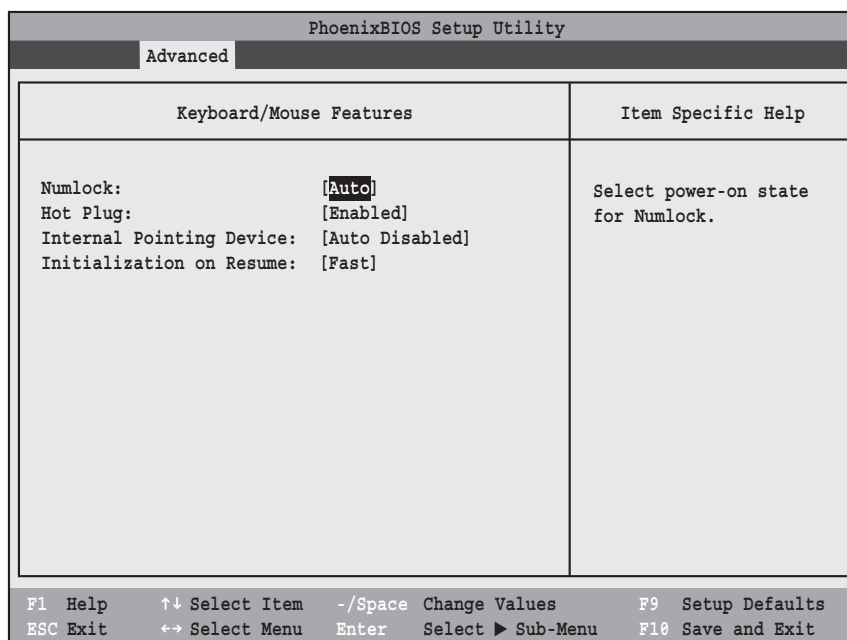 PhoenixBIOS Setup Utility
Advanced
Keyboard/Mouse Features
Item Specific Help
Numlock: [Auto]
Hot Plug: [Enabled]
Internal Pointing Device: [Auto Disabled]
Initialization on Resume: [Fast]
Select power-on state
for Numlock.
F1 Help ↑↓ Select Item -/Space Change Values F9 Setup Defaults
ESC Exit ←→ Select Menu Enter Select ▶ Sub-Menu F10 Save and Exit